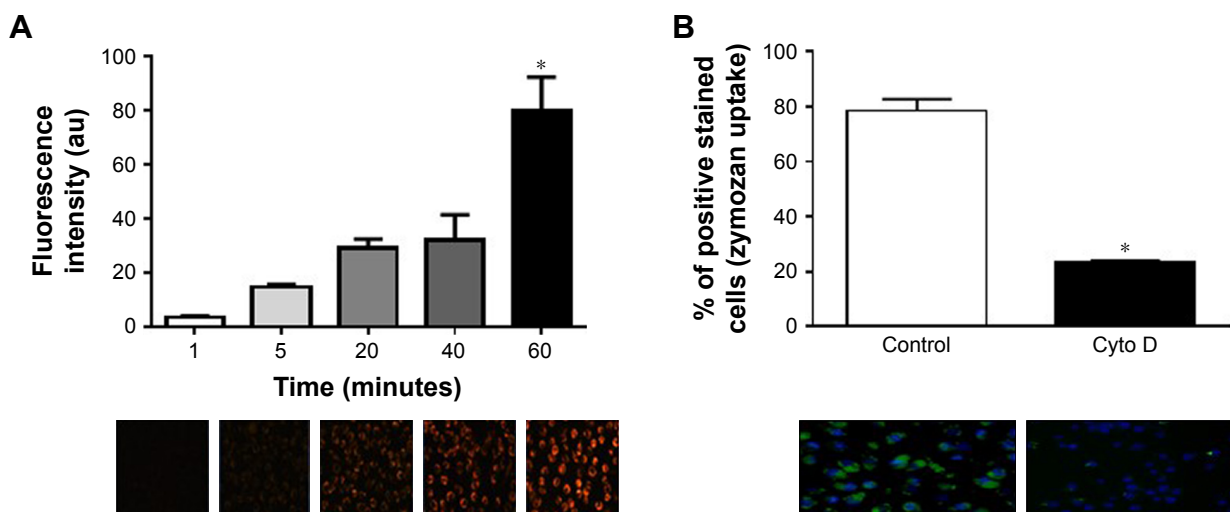 A
Fluorescence
intensity (au)
100
80
60
40
20
0
*
1 5 20 40 60
Time (minutes)
B
% of positive stained
cells (zymozan uptake)
100
80
60
40
20
0
*
Control Cyto D